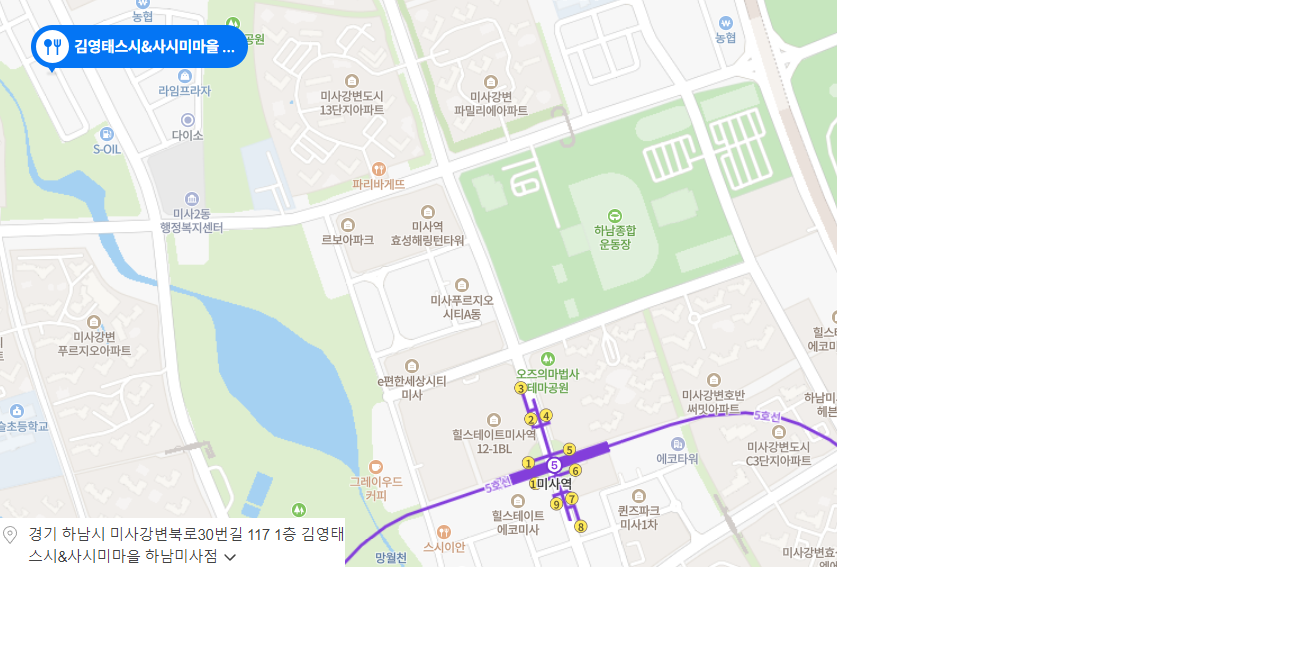 농협
김영태스시&사시미마을 ...
공원
농협
라임프라자
미사강변도시
13단지아파트
미사강변
파밀리에아파트
다이소
S-OIL
파리바게뜨
미사2동
행정복지센터
르보아파크
미사역
효성해링턴타워
하남종합
운동장
미사푸르지오
시티A동
미사강변
푸르지오아파트
힐스테
에코미
e편한세상시티
미사
오즈의마법사
테마공원
3
2
4
미사강변호반
써밋아파트
하남미
헤븐
5호선
슬초등학교
힐스테이트미사역
12-1BL
1
5
5
6
미사역
5호선
에코타워
미사강변도시
C3단지아파트
그레이우드
커피
9
7
8
힐스테이트
에코미사
퀸즈파크
미사1차
스시이안
망월천
미사강변효
경기 하남시 미사강변북로30번길 117 1층 김영태
스시&사시미마을 하남미사점